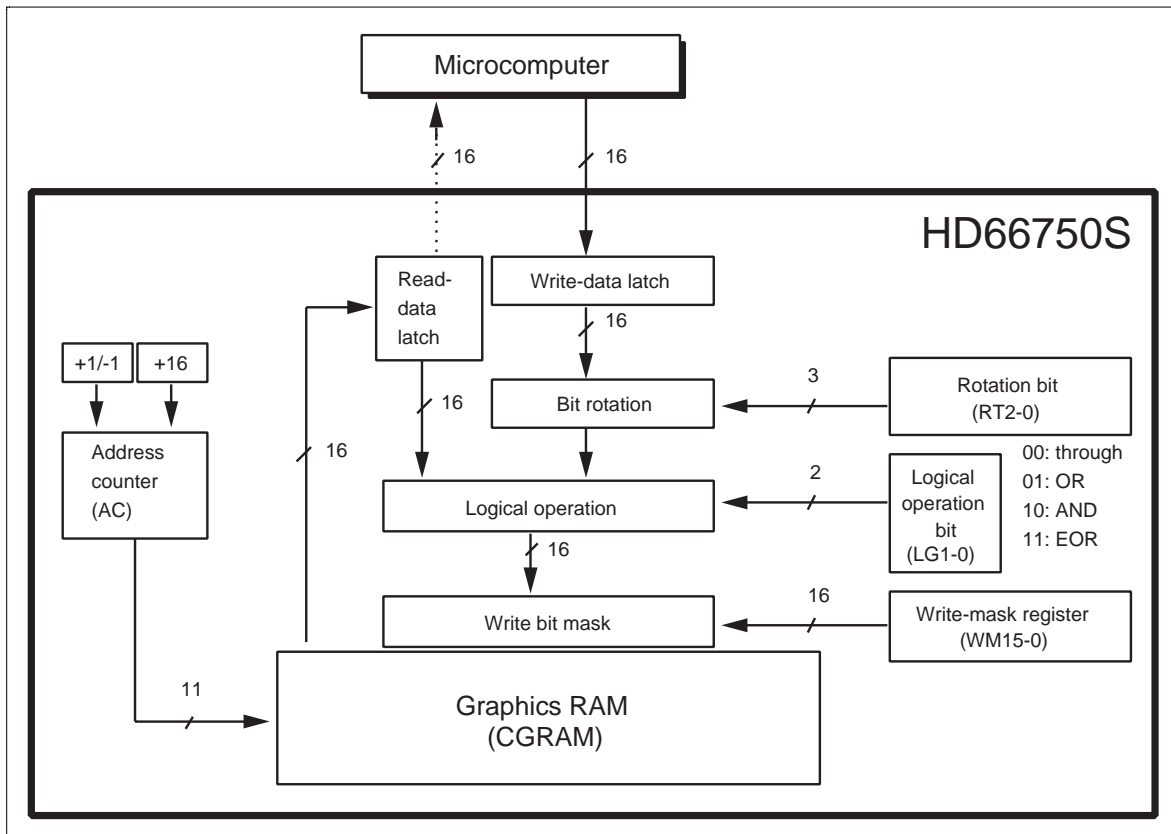 Microcomputer
16
16
HD66750S
Read-
data
latch
Write-data latch
16
+1/-1
+16
3
Rotation bit
(RT2-0)
Bit rotation
16
16
Address
counter
(AC)
00: through
01: OR
10: AND
11: EOR
2
Logical
operation
bit
(LG1-0)
Logical operation
16
16
Write-mask register
(WM15-0)
Write bit mask
11
Graphics RAM
(CGRAM)